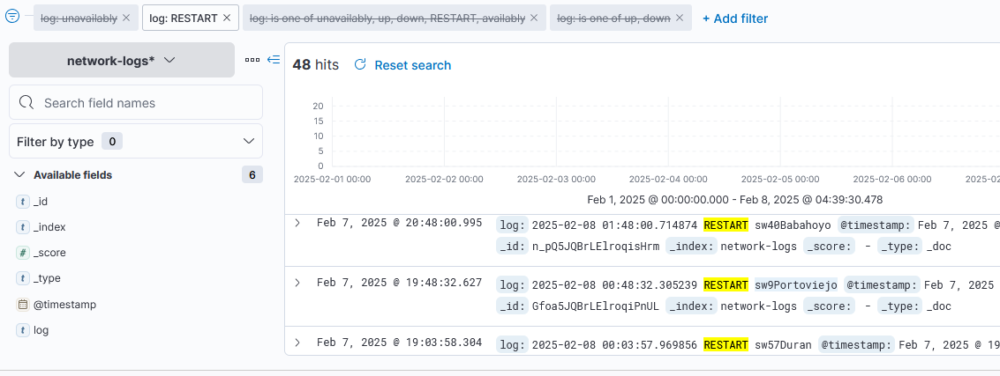 log: unavailably × log: RESTART × log: is one of unavailably, up, down, RESTART, availably × log: is one of up, down × + Add filter
network-logs*
Search field names
Filter by type 0
Available fields 6
t _id
t _index
# _score
t _type
@timestamp
t log
48 hits Reset search
20
15
10
5
0
2025-02-01 00:00 2025-02-02 00:00 2025-02-03 00:00 2025-02-04 00:00 2025-02-05 00:00 2025-02-06 00:00 2025-02
Feb 1, 2025 @ 00:00:00.000 - Feb 8, 2025 @ 04:39:30.478
Feb 7, 2025 @ 20:48:00.995 log: 2025-02-08 01:48:00.714874 RESTART sw40Babahoyo @timestamp: Feb 7, 2025 @
_id: n_pQ5JQBrLElroqisHrm _index: network-logs _score: - _type: _doc
Feb 7, 2025 @ 19:48:32.627 log: 2025-02-08 00:48:32.305239 RESTART sw9Portoviejo @timestamp: Feb 7, 2025
_id: Gfoa5JQBrLElroqiPnUL _index: network-logs _score: - _type: _doc
Feb 7, 2025 @ 19:03:58.304 log: 2025-02-08 00:03:57.969856 RESTART sw57Duran @timestamp: Feb 7, 2025 @ 19